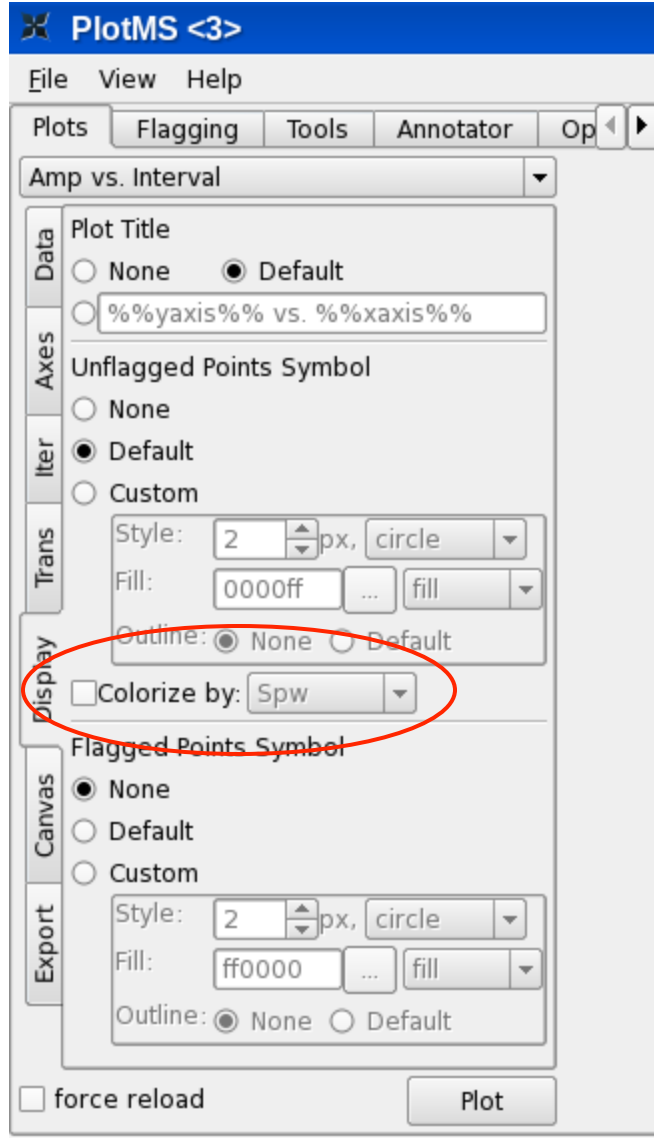 PlotMS <3>
File View Help
Plots Flagging Tools Annotator Op
Amp vs. Interval
Data
Axes
Iter
Trans
Display
Canvas
Export
Plot Title
None Default
%%yaxis%% vs. %%xaxis%%
Unflagged Points Symbol
None
Default
Custom
Style: 2 px, circle
Fill: 0000ff ... fill
Outline: None Default
Colorize by: Spw
Flagged Points Symbol
None
Default
Custom
Style: 2 px, circle
Fill: ff0000 ... fill
Outline: None Default
force reload Plot